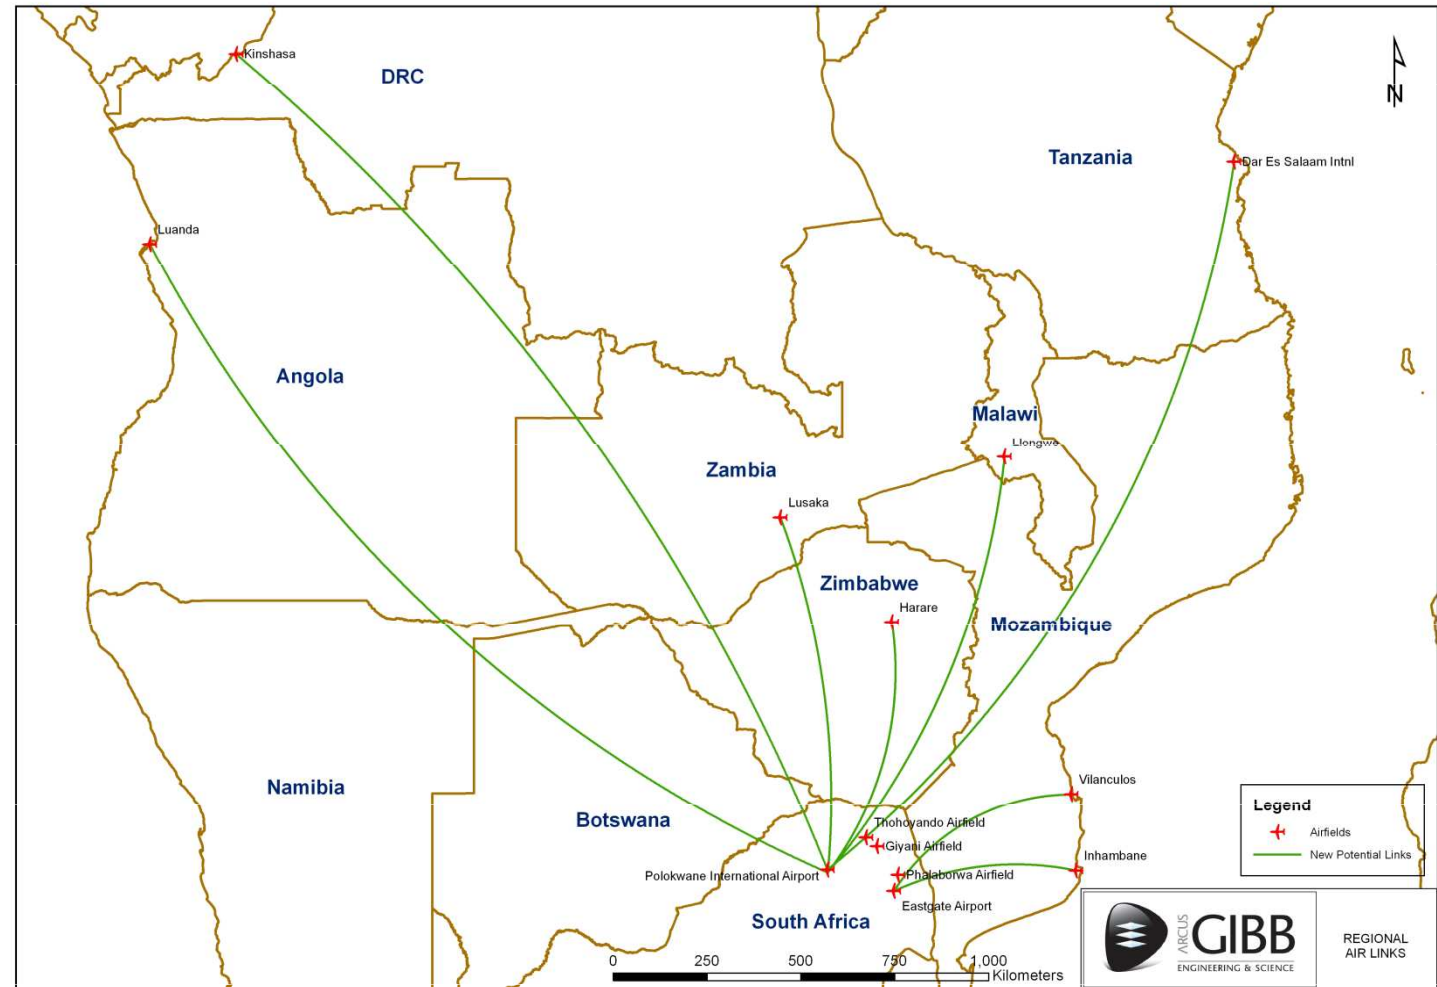 Kinshasa
DRC
N
Tanzania
Dar Es Salaam Intnl
Luanda
Angola
Malawi
Llongwe
Zambia
Lusaka
Zimbabwe
Harare
Mozambique
Namibia
Botswana
Vilanculos
Thohoyando Airfield
Giyani Airfield
Inhambane
Polokwane International Airport
Phalaborwa Airfield
Eastgate Airport
South Africa
Legend
Airfields
New Potential Links
0 250 500 750 1,000
Kilometers
ARCUS
GIBB
ENGINEERING & SCIENCE
REGIONAL
AIR LINKS